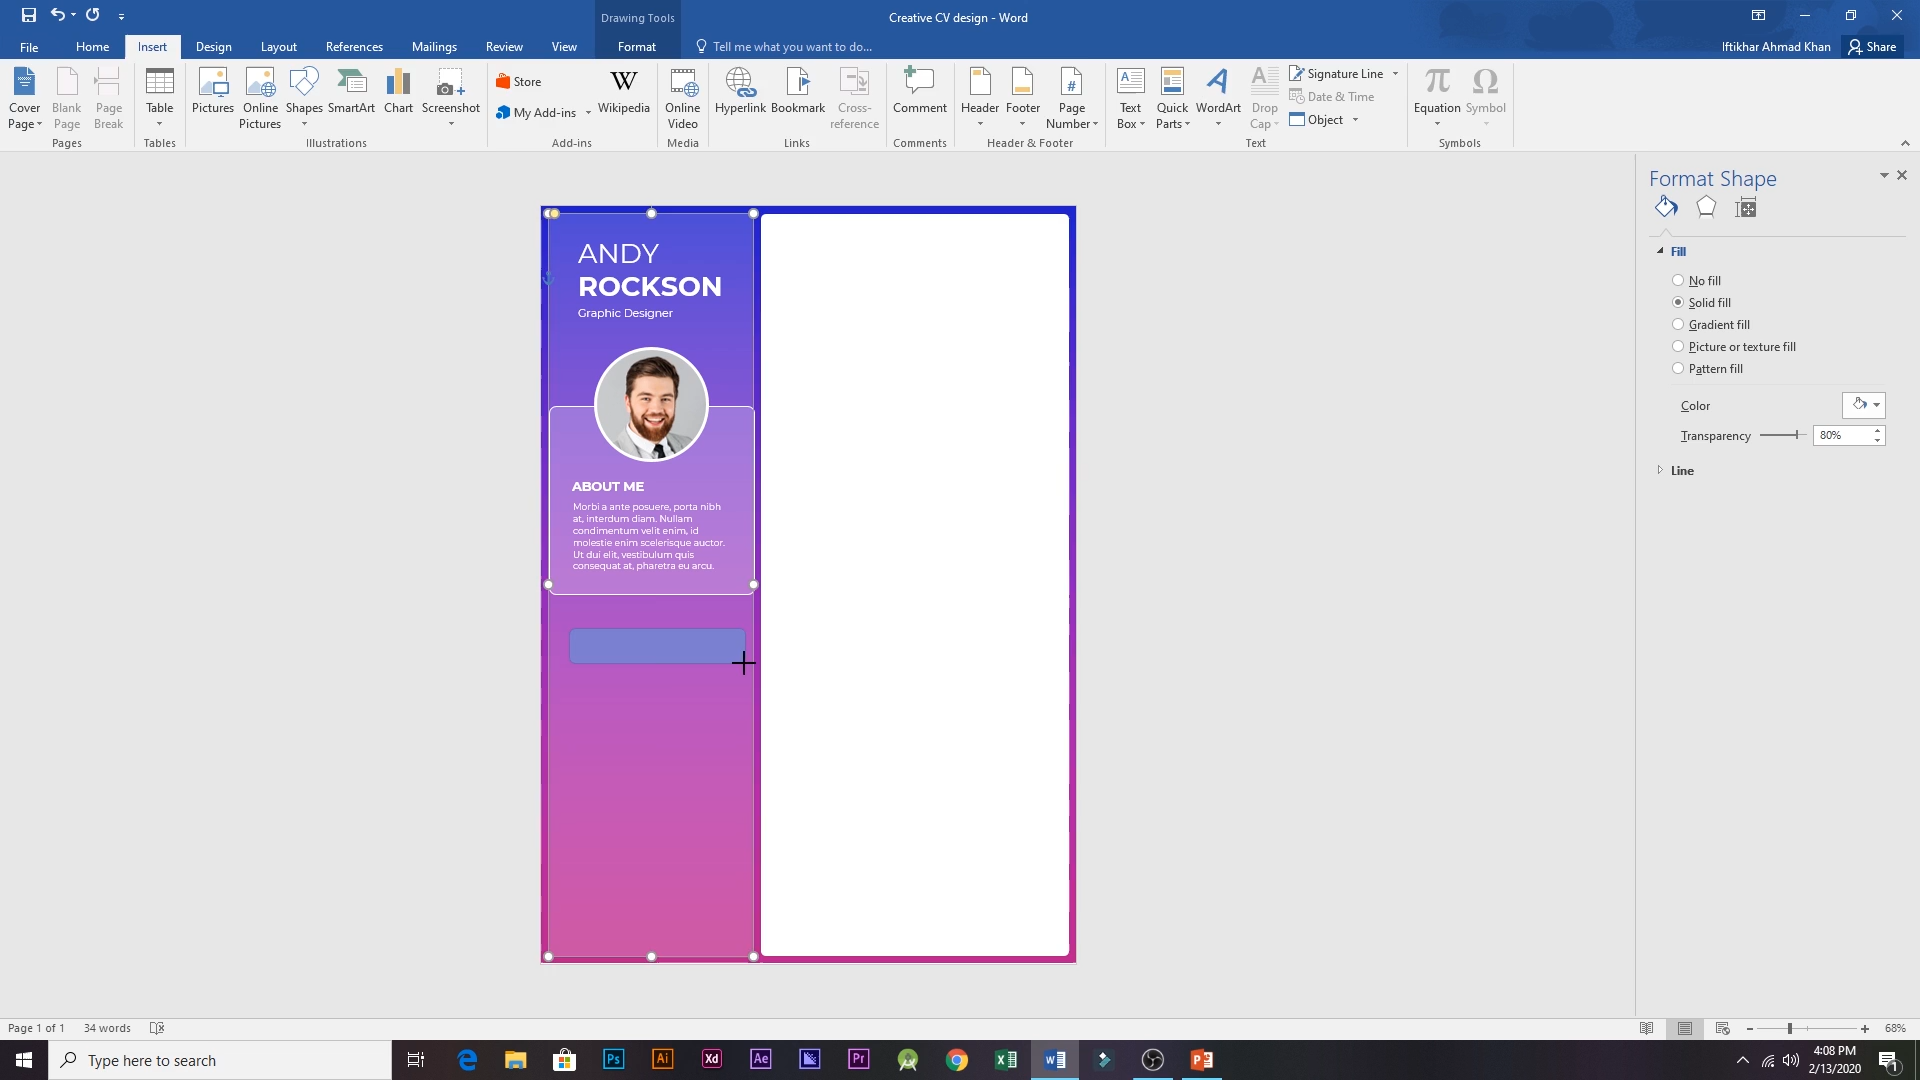 Drawing Tools
Creative CV design - Word
File
Home
Insert
Design
Layout
References
Mailings
Review
View
Format
Tell me what you want to do...
Iftikhar Ahmad Khan
Share
Cover Page
Blank Page
Page Break
Table
Pictures
Online Pictures
Shapes
SmartArt
Chart
Screenshot
Store
My Add-ins
W
Wikipedia
Online Video
Hyperlink
Bookmark
Cross-reference
Comment
Header
Footer
#
Page Number
A
Text Box
Quick Parts
A
WordArt
A
Drop Cap
Signature Line
Date & Time
Object
π
Equation
Ω
Symbol
Pages
Tables
Illustrations
Add-ins
Media
Links
Comments
Header & Footer
Text
Symbols
ANDY
ROCKSON
Graphic Designer
ABOUT ME
Morbi a ante posuere, porta nibh
at, interdum diam. Nullam
condimentum velit enim, id
molestie enim scelerisque auctor.
Ut dui elit, vestibulum quis
consequat at, pharetra eu arcu.
Format Shape
Fill
No fill
Solid fill
Gradient fill
Picture or texture fill
Pattern fill
Color
Transparency
80%
Line
Page 1 of 1
34 words
68%
Type here to search
Ps
Ai
Xd
Ae
Pr
4:08 PM
2/13/2020
1